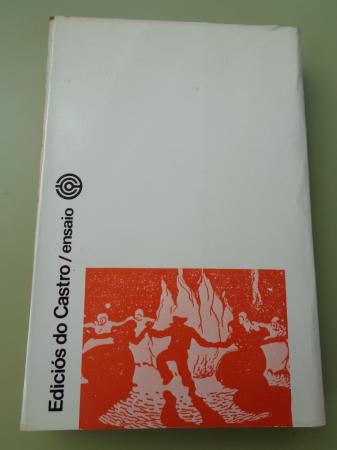 Ediciós do Castro / ensaio